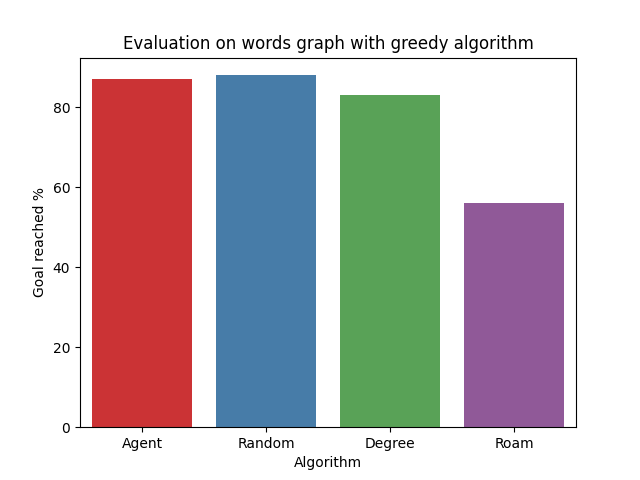 Evaluation on words graph with greedy algorithm
Goal reached %
80
60
40
20
0
Agent Random Degree Roam
Algorithm